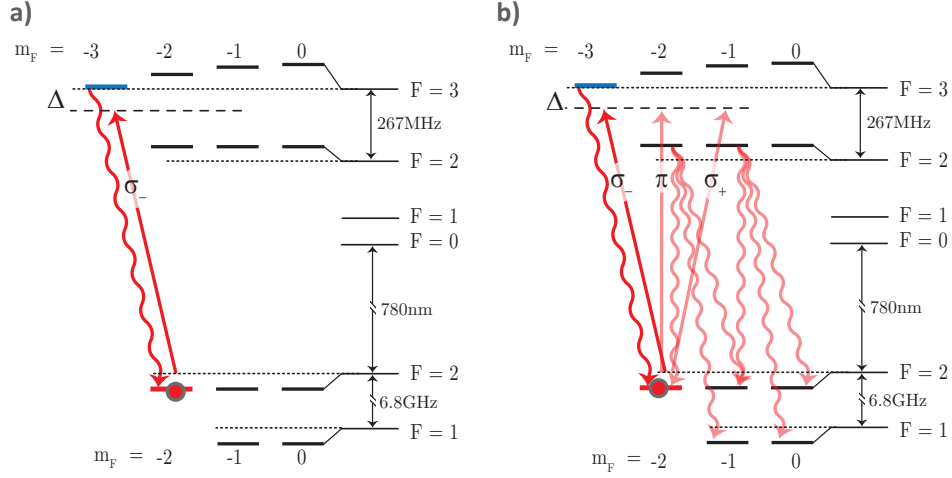 a)
m_F = -3 -2 -1 0
F = 3
Δ
267MHz
F = 2
σ_-
F = 1
F = 0
780nm
F = 2
6.8GHz
F = 1
m_F = -2 -1 0
b)
m_F = -3 -2 -1 0
F = 3
Δ
267MHz
F = 2
σ_- π σ_+
F = 1
F = 0
780nm
F = 2
6.8GHz
F = 1
m_F = -2 -1 0